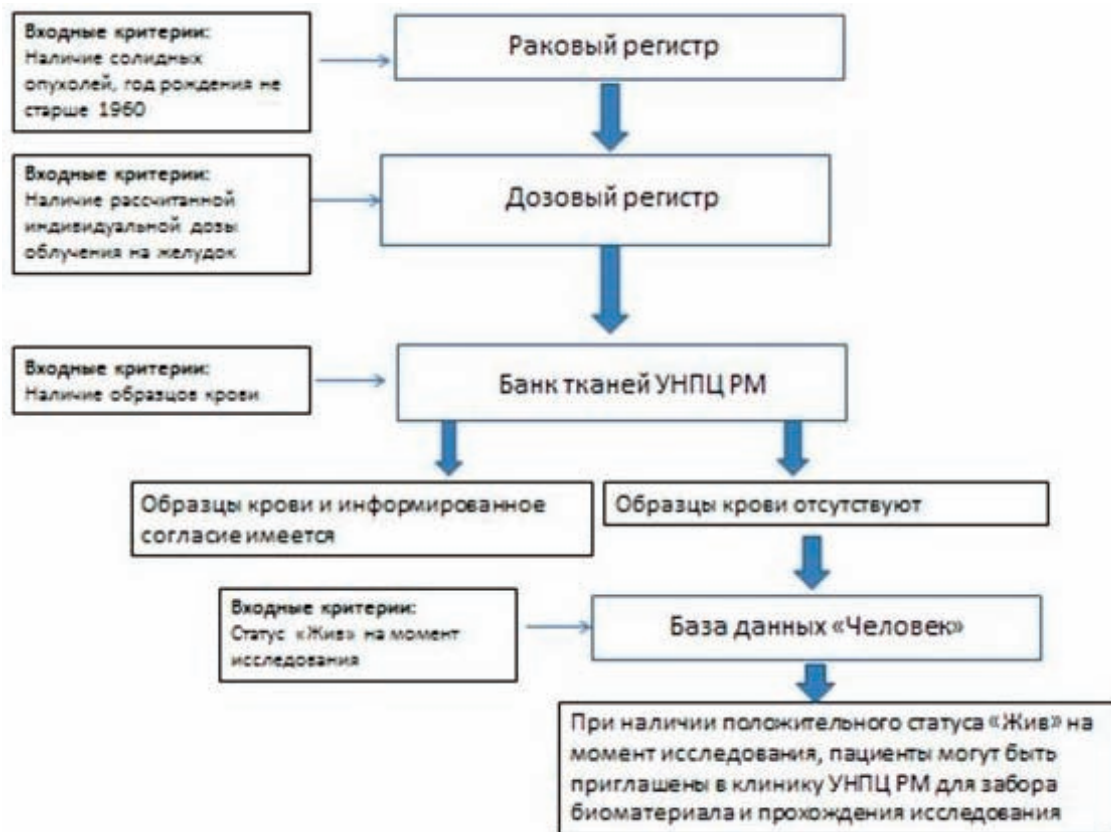 Входные критерии:
Наличие солидных
опухолей, год рождения не
старше 1960
Раковый регистр
Входные критерии:
Наличие рассчитанной
индивидуальной дозы
облучения на желудок
Дозовый регистр
Входные критерии:
Наличие образцов крови
Банк тканей УНПЦ РМ
Образцы крови и информированное
согласие имеется
Образцы крови отсутствуют
Входные критерии:
Статус «Жив» на момент
исследования
База данных «Человек»
При наличии положительного статуса «Жив» на
момент исследования, пациенты могут быть
приглашены в клинику УНПЦ РМ для забора
биоматериала и прохождения исследования